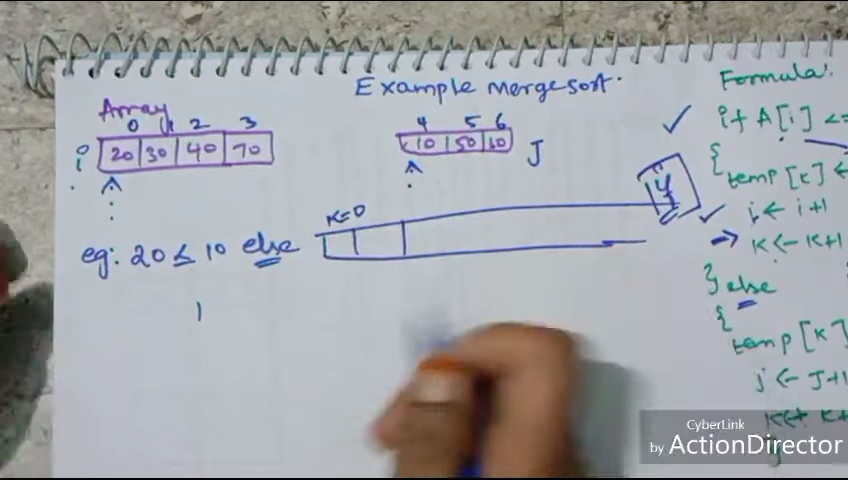 Example Mergesort.
Array
0 1 2 3
i 20 30 40 70
4 5 6
10 50 60 J
K=0
eg: 20 ≤ 10 else
Formula:
if A[i] <=
{
temp [k] ←
i ← i+1
K ← K+1
} else
{
temp [K]
j ← J+1
CyberLink
by ActionDirector